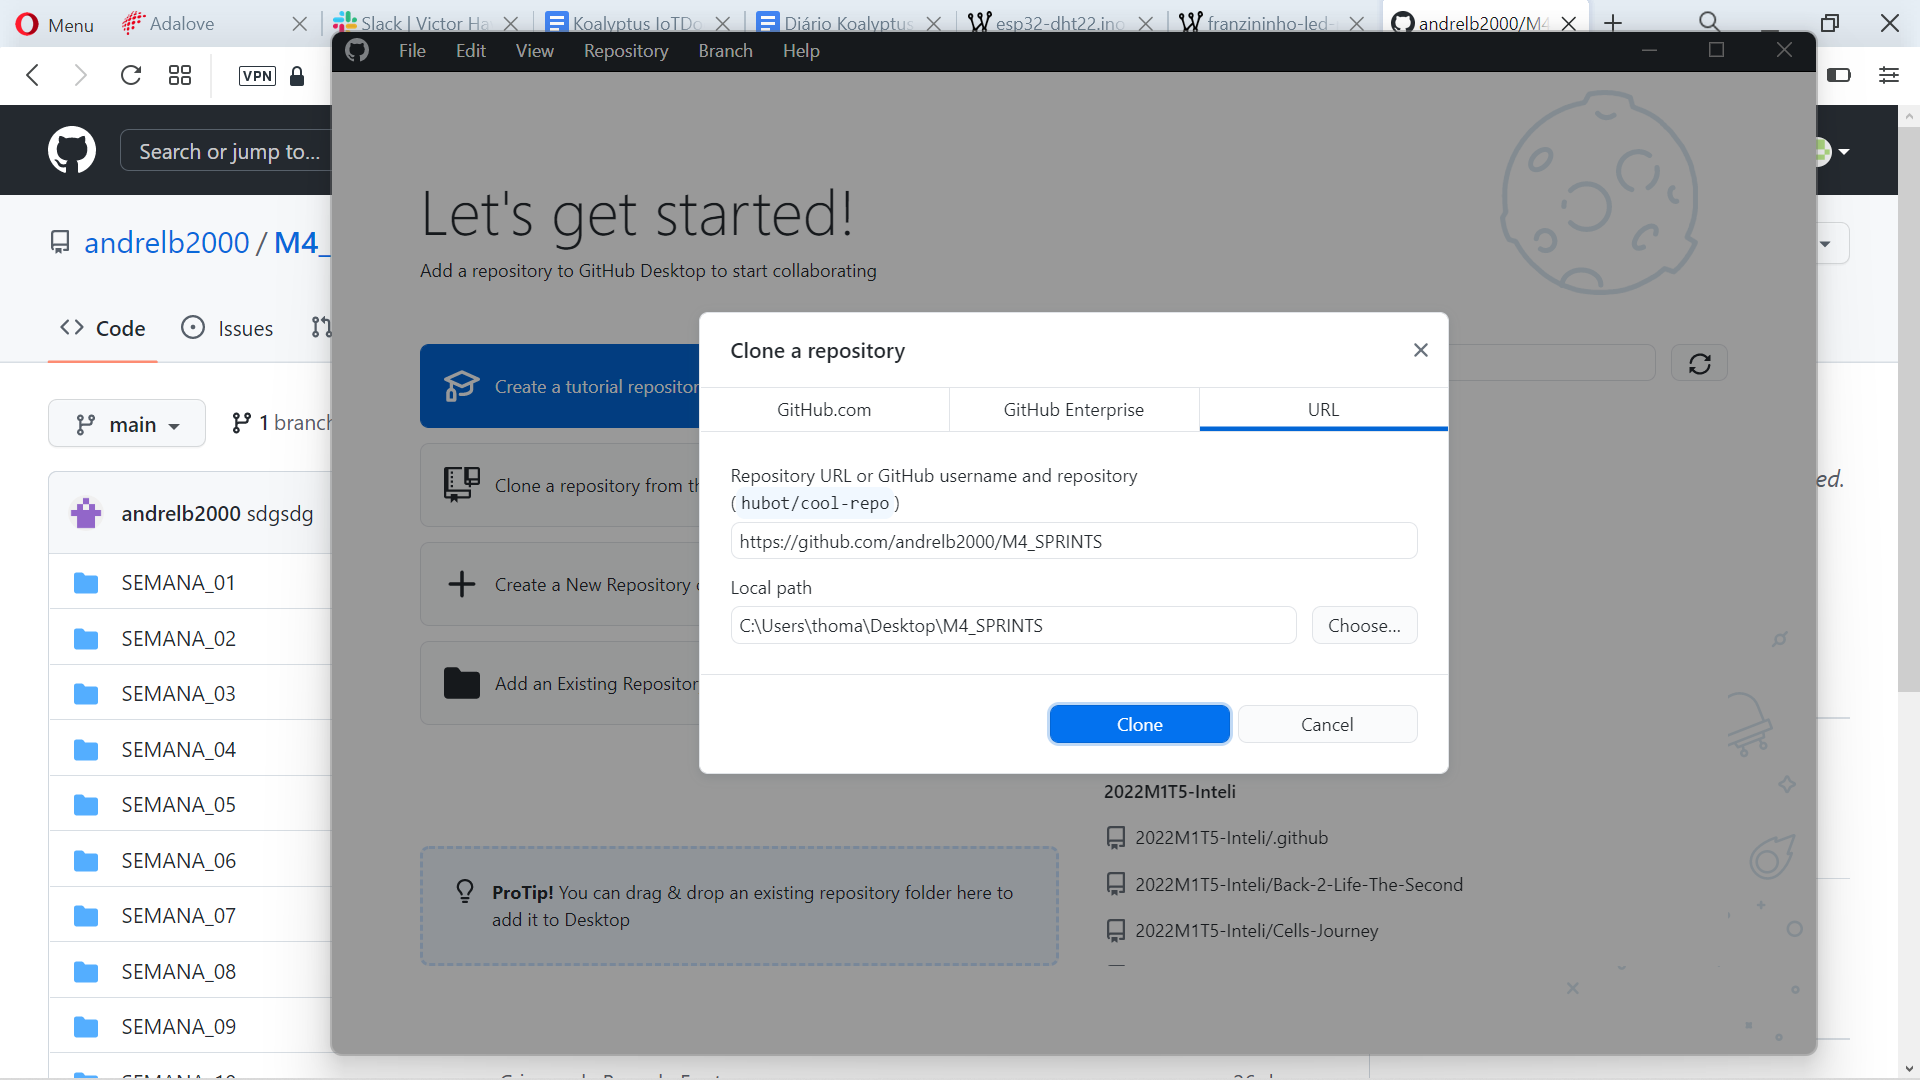 Menu
Adalove
Slack | Victor Ha
Koalyptus IoTDo
Diário Koalyptus
esp32-dht22.ino
franzininho-led-
andrelb2000/M4
File Edit View Repository Branch Help
VPN
Search or jump to...
Let's get started!
Add a repository to GitHub Desktop to start collaborating
andrelb2000 / M4_
Code
Issues
Clone a repository
Create a tutorial repositor
GitHub.com
GitHub Enterprise
URL
main
1 branch
Repository URL or GitHub username and repository
(hubot/cool-repo)
Clone a repository from th
ed.
andrelb2000 sdgsdg
https://github.com/andrelb2000/M4_SPRINTS
Local path
SEMANA_01
Create a New Repository
C:\Users\thoma\Desktop\M4_SPRINTS
Choose...
SEMANA_02
SEMANA_03
Add an Existing Repositor
Clone
Cancel
SEMANA_04
2022M1T5-Inteli
SEMANA_05
2022M1T5-Inteli/.github
SEMANA_06
2022M1T5-Inteli/Back-2-Life-The-Second
ProTip! You can drag & drop an existing repository folder here to
add it to Desktop
SEMANA_07
2022M1T5-Inteli/Cells-Journey
SEMANA_08
SEMANA_09